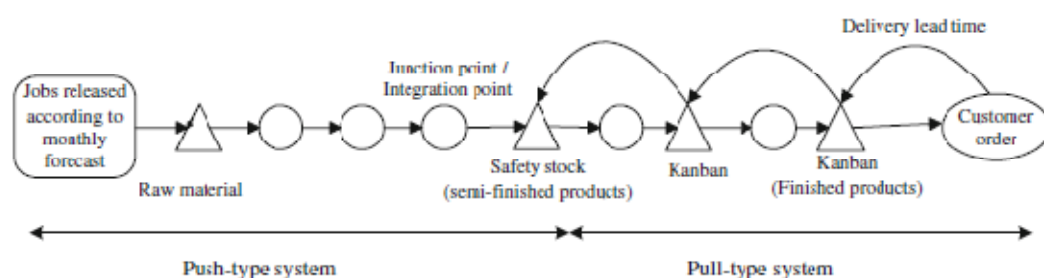 Delivery lead time
Junction point /
Integration point
Jobs released
according to
monthly
forecast
Customer
order
Raw material
Safety stock
(semi-finished products)
Kanban
Kanban
(Finished products)
Push-type system
Pull-type system